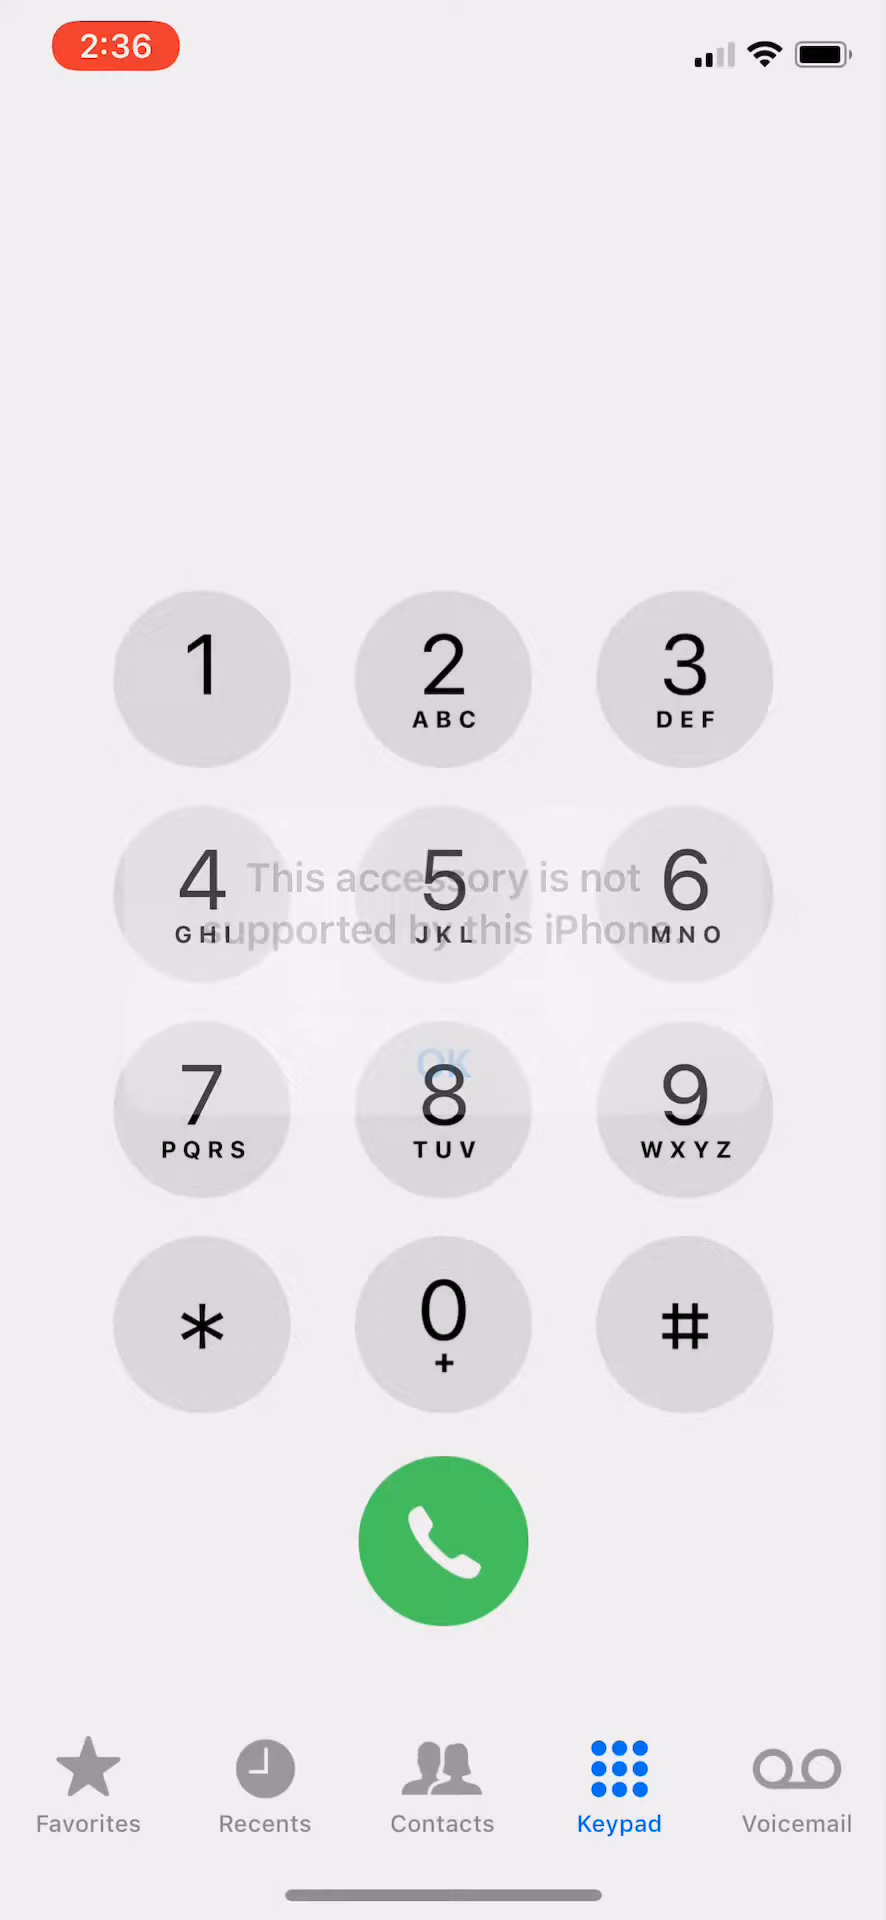 2:36
1
2
ABC
3
DEF
4
GHI
5
JKL
6
MNO
This accessory is not
supported by this iPhone.
OK
7
PQRS
8
TUV
9
WXYZ
*
0
+
#
Favorites
Recents
Contacts
Keypad
Voicemail